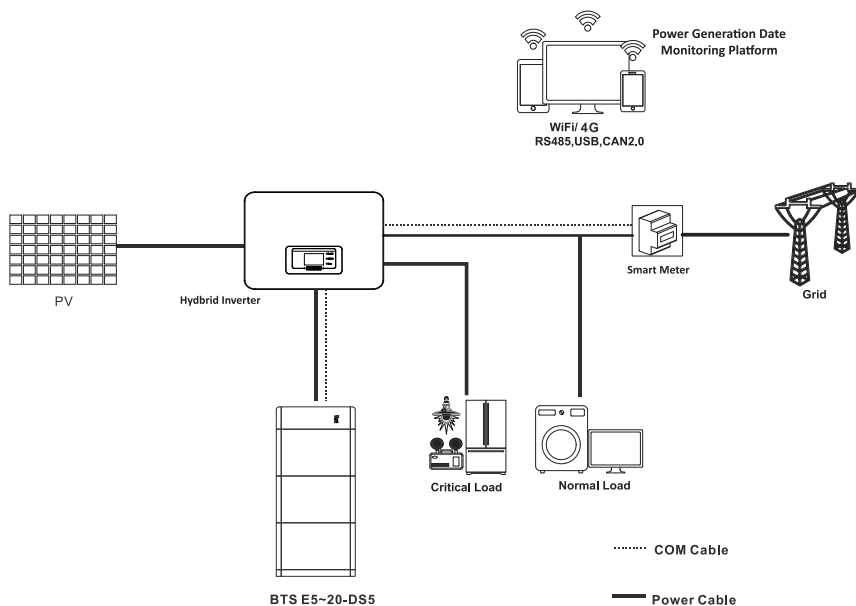 Power Generation Date
Monitoring Platform
WiFi/ 4G
RS485,USB,CAN2.0
PV
Hydbrid Inverter
Smart Meter
Grid
Critical Load
Normal Load
BTS E5~20-DS5
COM Cable
Power Cable